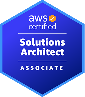 aws
certified
Solutions
Architect
ASSOCIATE